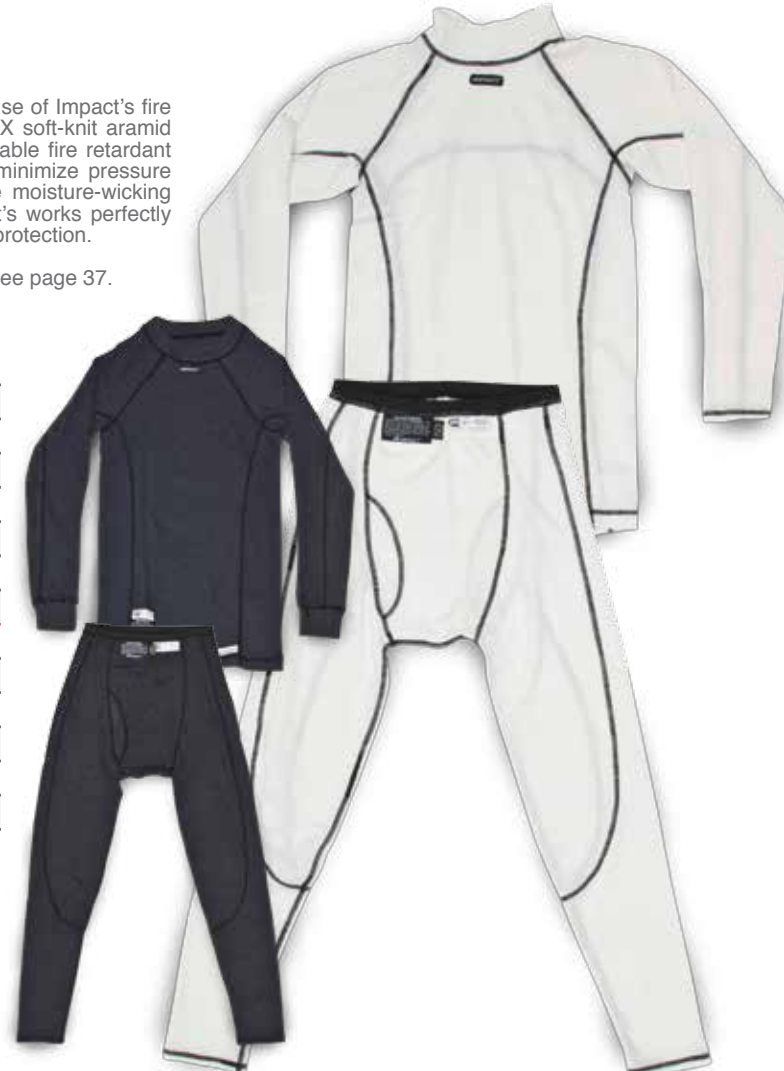 se of Impact's fire
X soft-knit aramid
able fire retardant
minimize pressure
e moisture-wicking
t's works perfectly
protection.
ee page 37.